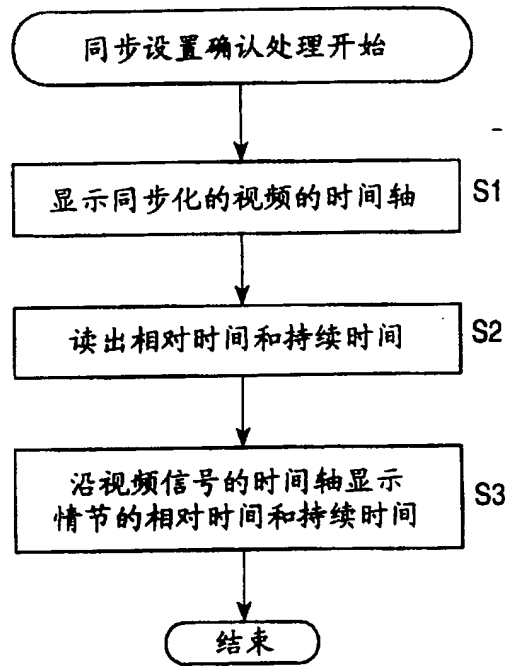 同步设置确认处理开始
显示同步化的视频的时间轴
S1
读出相对时间和持续时间
S2
沿视频信号的时间轴显示
情节的相对时间和持续时间
S3
结束